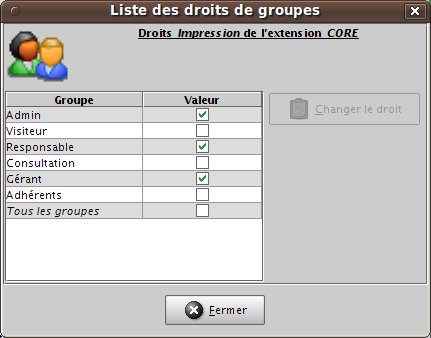 Liste des droits de groupes
Droits Impression de l'extension CORE
Groupe Valeur
Admin
Visiteur
Responsable
Consultation
Gérant
Adhérents
Tous les groupes
Changer le droit
Fermer